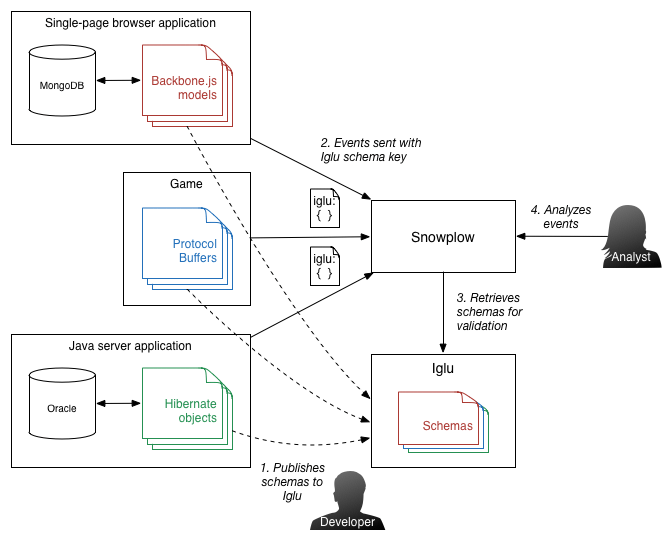 Single-page browser application
MongoDB
Backbone.js
models
2. Events sent with
Iglu schema key
Game
Protocol
Buffers
iglu:
{ }
iglu:
{ }
Snowplow
4. Analyzes
events
Analyst
3. Retrieves
schemas for
validation
Java server application
Oracle
Hibernate
objects
Iglu
Schemas
1. Publishes
schemas to
Iglu
Developer